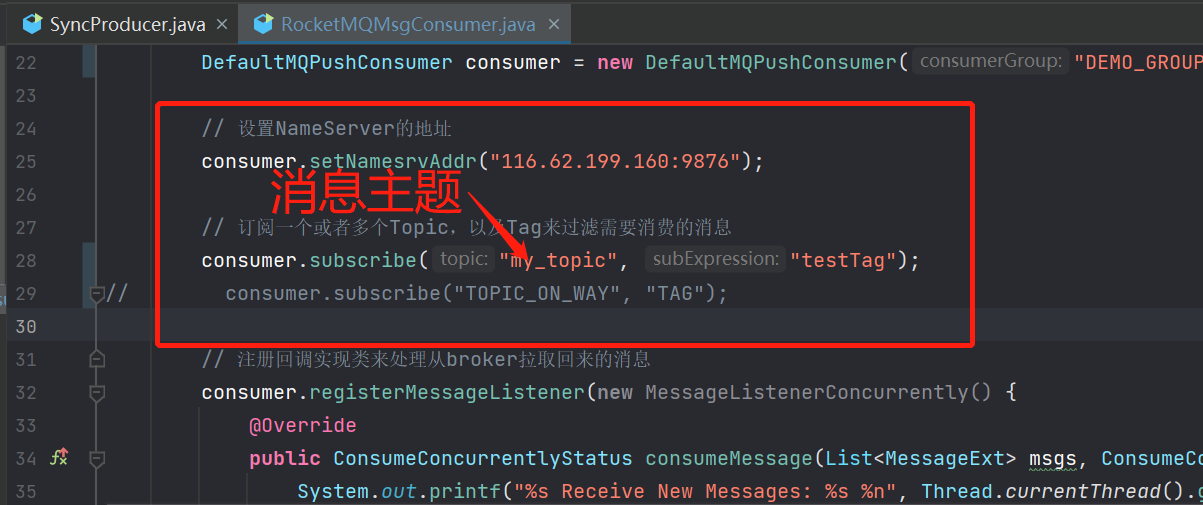 SyncProducer.java × RocketMQMsgConsumer.java ×
22 DefaultMQPushConsumer consumer = new DefaultMQPushConsumer( consumerGroup: "DEMO_GROUP
23
24 // 设置NameServer的地址
25 consumer.setNamesrvAddr("116.62.199.160:9876");
26
消息主题
27 // 订阅一个或者多个Topic，以及Tag来过滤需要消费的消息
28 consumer.subscribe( topic: "my_topic", subExpression: "testTag");
29 // consumer.subscribe("TOPIC_ON_WAY", "TAG");
30
31 // 注册回调实现类来处理从broker拉取回来的消息
32 consumer.registerMessageListener(new MessageListenerConcurrently() {
33 @Override
34 public ConsumeConcurrentlyStatus consumeMessage(List<MessageExt> msgs, ConsumeCo
35 System.out.printf("%s Receive New Messages: %s %n", Thread.currentThread().g